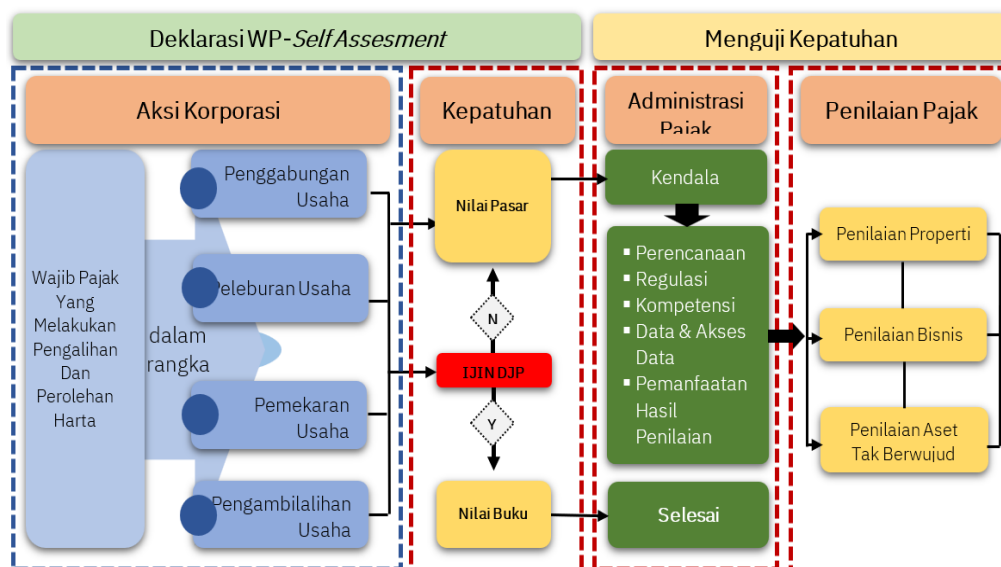 Deklarasi WP-Self Assesment
Menguji Kepatuhan
Aksi Korporasi
Kepatuhan
Administrasi
Pajak
Penilaian Pajak
Wajib Pajak
Yang
Melakukan
Pengalihan
Dan
Perolehan
Harta
dalam
rangka
Penggabungan
Usaha
Peleburan Usaha
Pemekaran
Usaha
Pengambilalihan
Usaha
Nilai Pasar
N
IJIN DJP
Y
Nilai Buku
Kendala
▪ Perencanaan
▪ Regulasi
▪ Kompetensi
▪ Data & Akses
Data
▪ Pemanfaatan
Hasil
Penilaian
Selesai
Penilaian Properti
Penilaian Bisnis
Penilaian Aset
Tak Berwujud